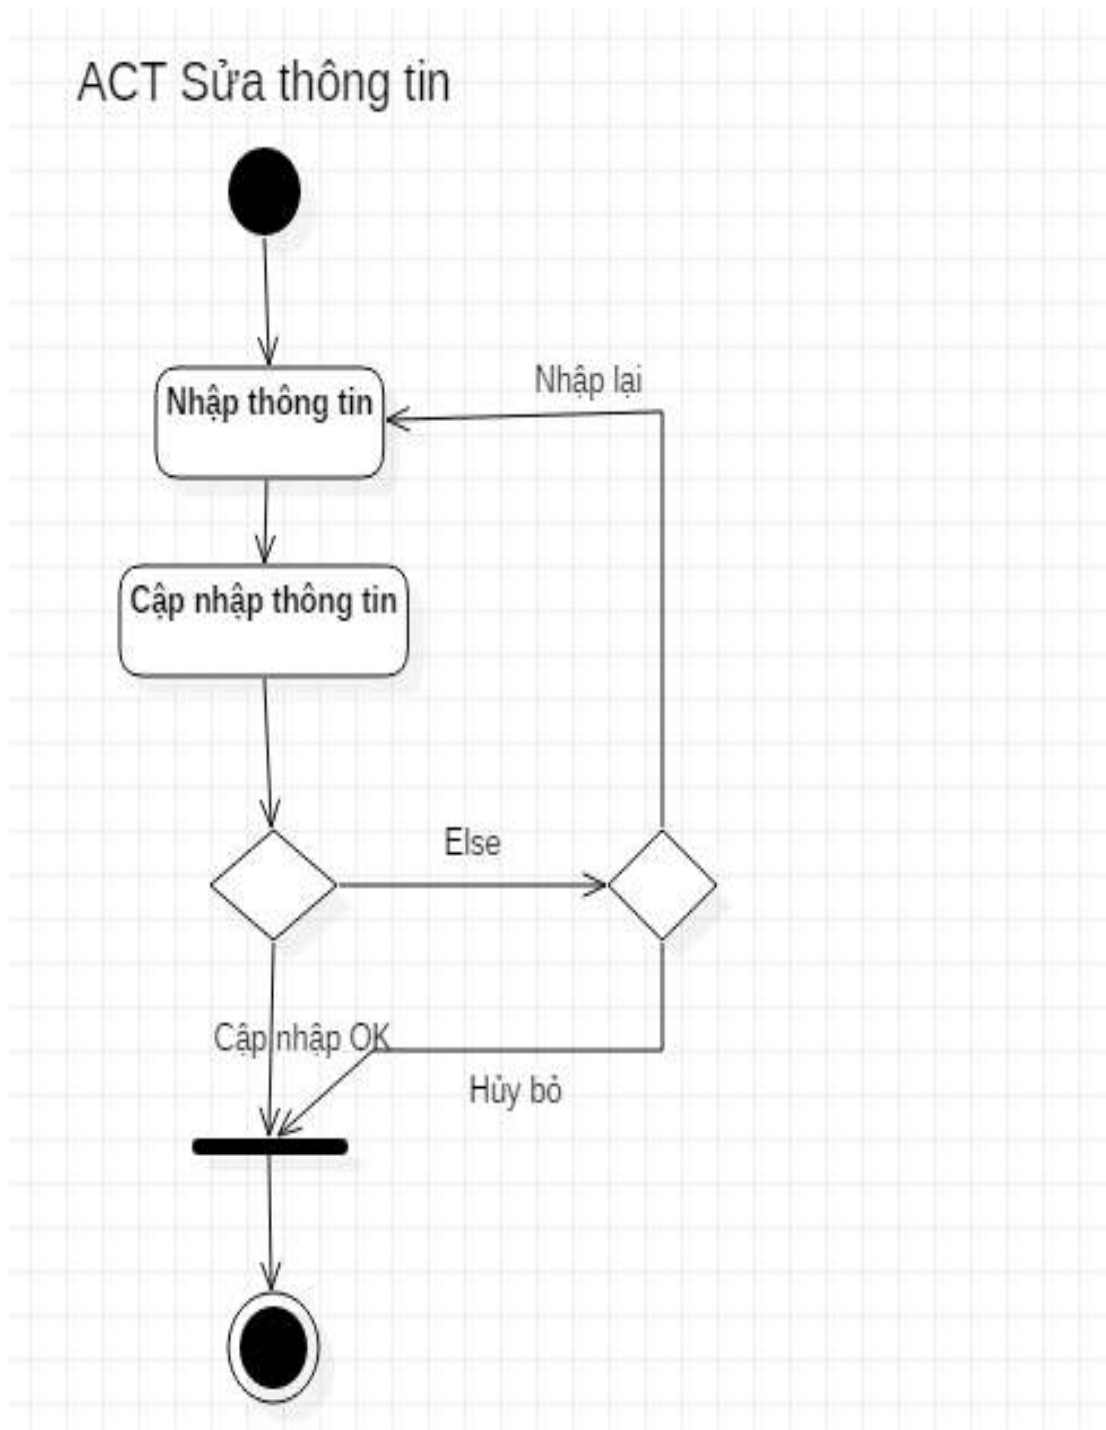 ACT Sửa thông tin
Nhập lại
Nhập thông tin
Cập nhập thông tin
Else
Cập nhập OK
Hủy bỏ